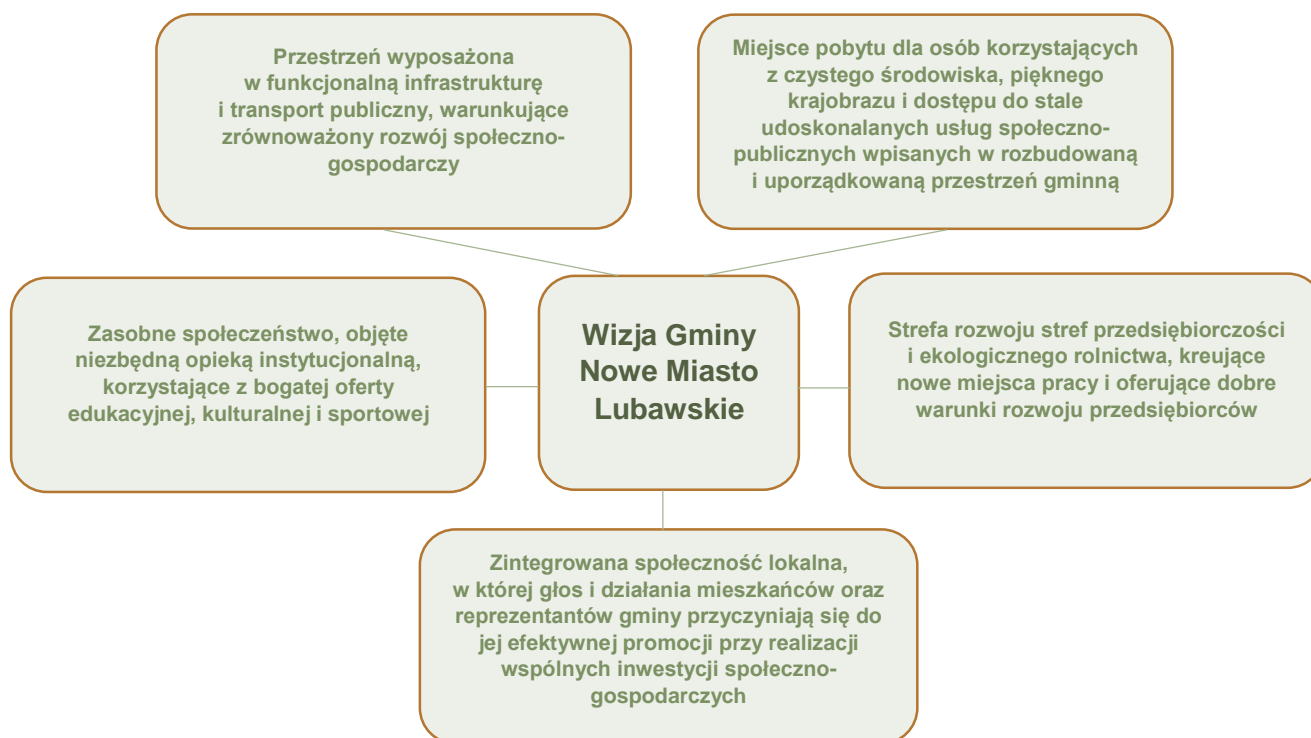 Przestrzeń wyposażona
w funkcjonalną infrastrukturę
i transport publiczny, warunkujące
zrównoważony rozwój społeczno-
gospodarczy
Miejsce pobytu dla osób korzystających
z czystego środowiska, pięknego
krajobrazu i dostępu do stale
udoskonalanych usług społeczno-
publicznych wpisanych w rozbudowaną
i uporządkowaną przestrzeń gminną
Zasobne społeczeństwo, objęte
niezbędną opieką instytucjonalną,
korzystające z bogatej oferty
edukacyjnej, kulturalnej i sportowej
Wizja Gminy
Nowe Miasto
Lubawskie
Strefa rozwoju stref przedsiębiorczości
i ekologicznego rolnictwa, kreujące
nowe miejsca pracy i oferujące dobre
warunki rozwoju przedsiębiorców
Zintegrowana społeczność lokalna,
w której głos i działania mieszkańców oraz
reprezentantów gminy przyczyniają się do
jej efektywnej promocji przy realizacji
wspólnych inwestycji społeczno-
gospodarczych